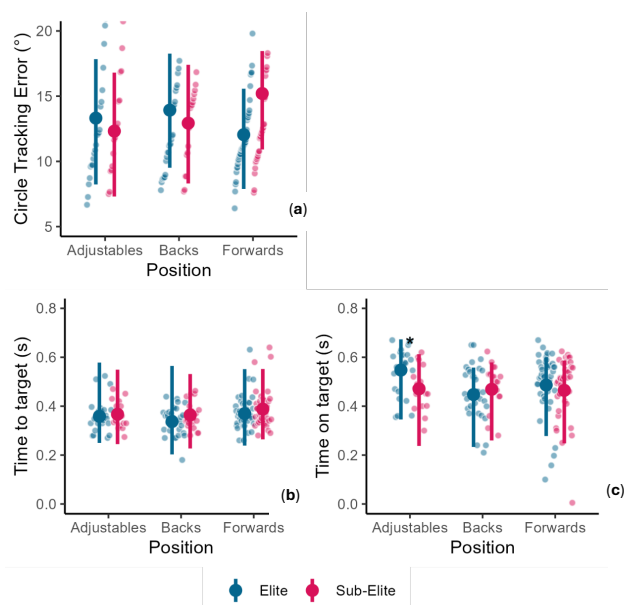 Circle Tracking Error (°)
20
15
10
5
Adjustables Backs Forwards
Position
(a)
Time to target (s)
0.8
0.6
0.4
0.2
0.0
Adjustables Backs Forwards
Position
(b)
Time on target (s)
0.8
0.6
0.4
0.2
0.0
*
Adjustables Backs Forwards
Position
(c)
Elite Sub-Elite